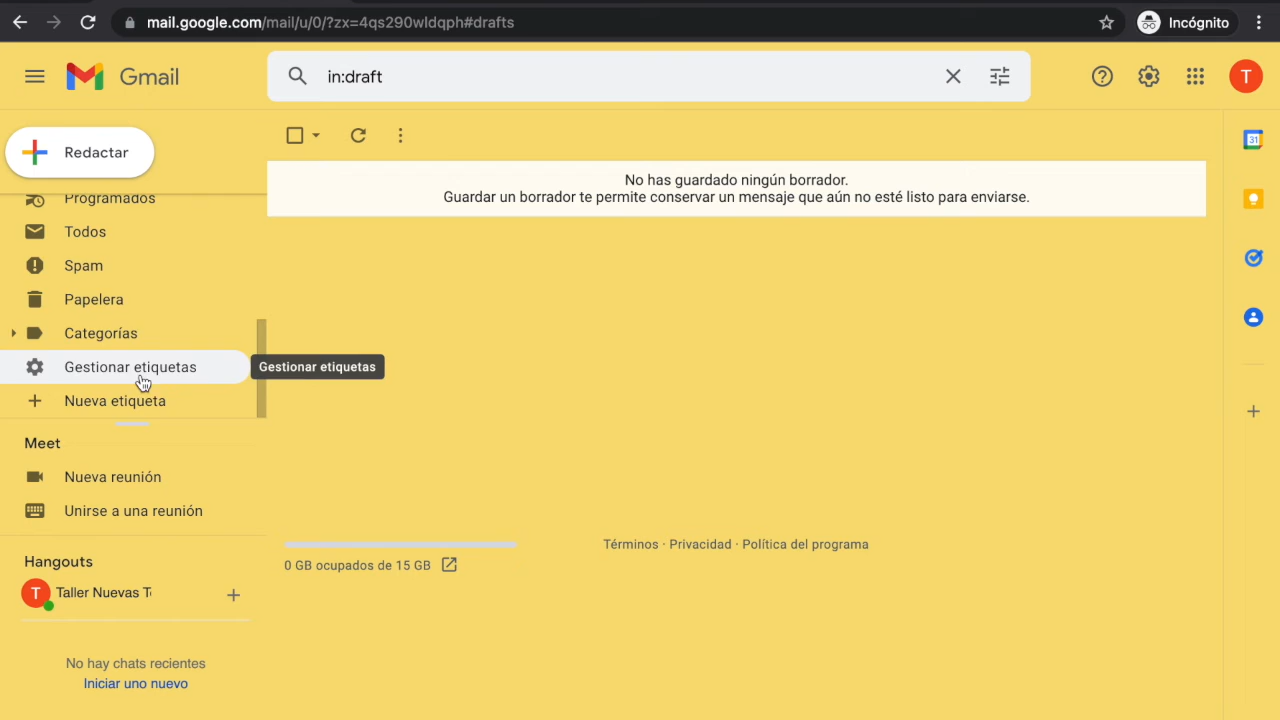 mail.google.com/mail/u/0/?zx=4qs290wldqph#drafts
Incógnito
Gmail
in:draft
T
Redactar
31
No has guardado ningún borrador.
Guardar un borrador te permite conservar un mensaje que aún no esté listo para enviarse.
Programados
Todos
Spam
Papelera
Categorías
Gestionar etiquetas
Gestionar etiquetas
Nueva etiqueta
Meet
Nueva reunión
Unirse a una reunión
Términos · Privacidad · Política del programa
0 GB ocupados de 15 GB
Hangouts
T
Taller Nuevas
No hay chats recientes
Iniciar uno nuevo